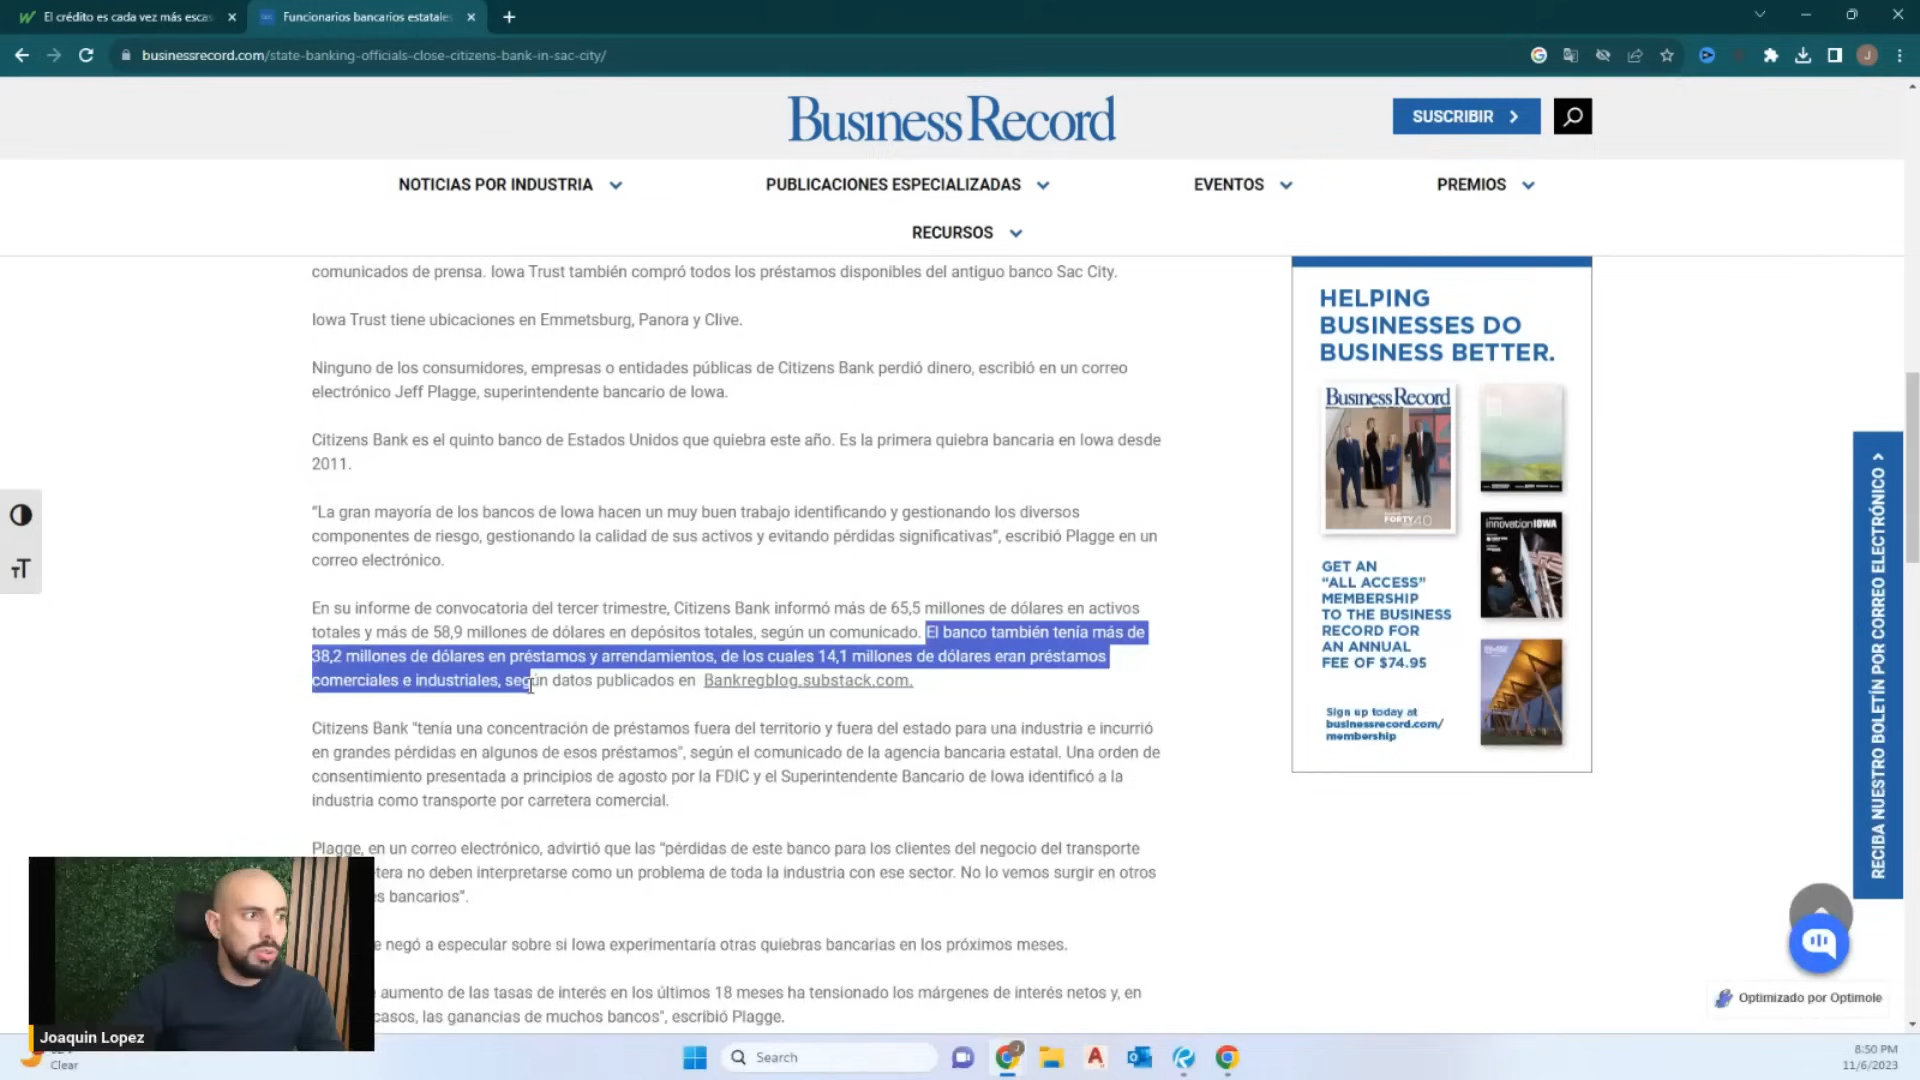 El crédito es cada vez más escas
Funcionarios bancarios estatales
businessrecord.com/state-banking-officials-close-citizens-bank-in-sac-city/
J
Business Record
SUSCRIBIR
NOTICIAS POR INDUSTRIA
PUBLICACIONES ESPECIALIZADAS
EVENTOS
PREMIOS
RECURSOS
comunicados de prensa. Iowa Trust también compró todos los préstamos disponibles del antiguo banco Sac City.
Iowa Trust tiene ubicaciones en Emmetsburg, Panora y Clive.
Ninguno de los consumidores, empresas o entidades públicas de Citizens Bank perdió dinero, escribió en un correo
electrónico Jeff Plagge, superintendente bancario de Iowa.
Citizens Bank es el quinto banco de Estados Unidos que quiebra este año. Es la primera quiebra bancaria en Iowa desde
2011.
“La gran mayoría de los bancos de Iowa hacen un muy buen trabajo identificando y gestionando los diversos
componentes de riesgo, gestionando la calidad de sus activos y evitando pérdidas significativas”, escribió Plagge en un
correo electrónico.
En su informe de convocatoria del tercer trimestre, Citizens Bank informó más de 65,5 millones de dólares en activos
totales y más de 58,9 millones de dólares en depósitos totales, según un comunicado. El banco también tenía más de
38,2 millones de dólares en préstamos y arrendamientos, de los cuales 14,1 millones de dólares eran préstamos
comerciales e industriales, según datos publicados en Bankregblog.substack.com.
Citizens Bank "tenía una concentración de préstamos fuera del territorio y fuera del estado para una industria e incurrió
en grandes pérdidas en algunos de esos préstamos", según el comunicado de la agencia bancaria estatal. Una orden de
consentimiento presentada a principios de agosto por la FDIC y el Superintendente Bancario de Iowa identificó a la
industria como transporte por carretera comercial.
Plagge, en un correo electrónico, advirtió que las “pérdidas de este banco para los clientes del negocio del transporte
tera no deben interpretarse como un problema de toda la industria con ese sector. No lo vemos surgir en otros
s bancarios”.
e negó a especular sobre si Iowa experimentaría otras quiebras bancarias en los próximos meses.
aumento de las tasas de interés en los últimos 18 meses ha tensionado los márgenes de interés netos y, en
casos, las ganancias de muchos bancos", escribió Plagge.
HELPING
BUSINESSES DO
BUSINESS BETTER.
Business Record
FORTY 40
innovationIOWA
GET AN
“ALL ACCESS”
MEMBERSHIP
TO THE BUSINESS
RECORD FOR
AN ANNUAL
FEE OF $74.95
Sign up today at
businessrecord.com/
membership
RECIBA NUESTRO BOLETÍN POR CORREO ELECTRÓNICO
Optimizado por Optimole
Joaquin Lopez
Clear
Search
8:50 PM
11/6/2023